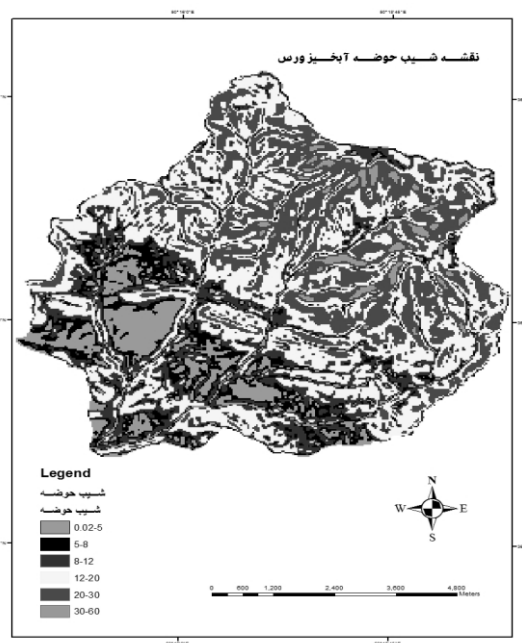 نقشه شیب حوضه آبخیز ورس
Legend
شیب حوضه
شیب حوضه
0.02-5
5-8
8-12
12-20
20-30
30-60
N
W E
S
0 600 1,200 2,400 3,600 4,800
Meters